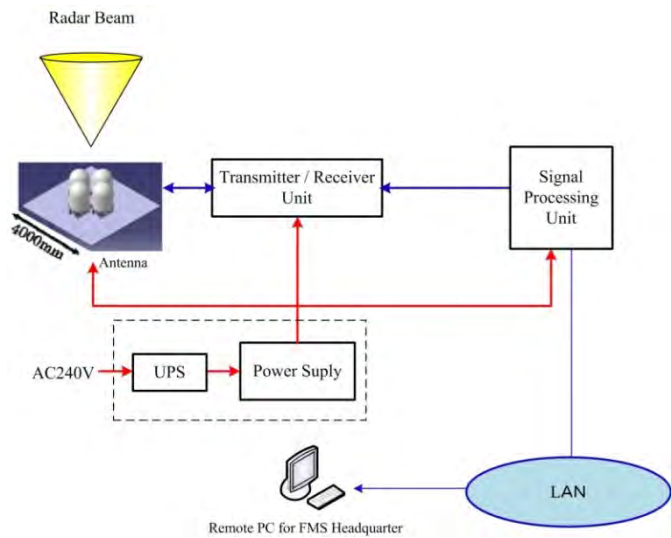 Radar Beam
Transmitter / Receiver
Unit
Signal
Processing
Unit
4000mm
Antenna
AC240V
UPS
Power Suply
LAN
Remote PC for FMS Headquarter